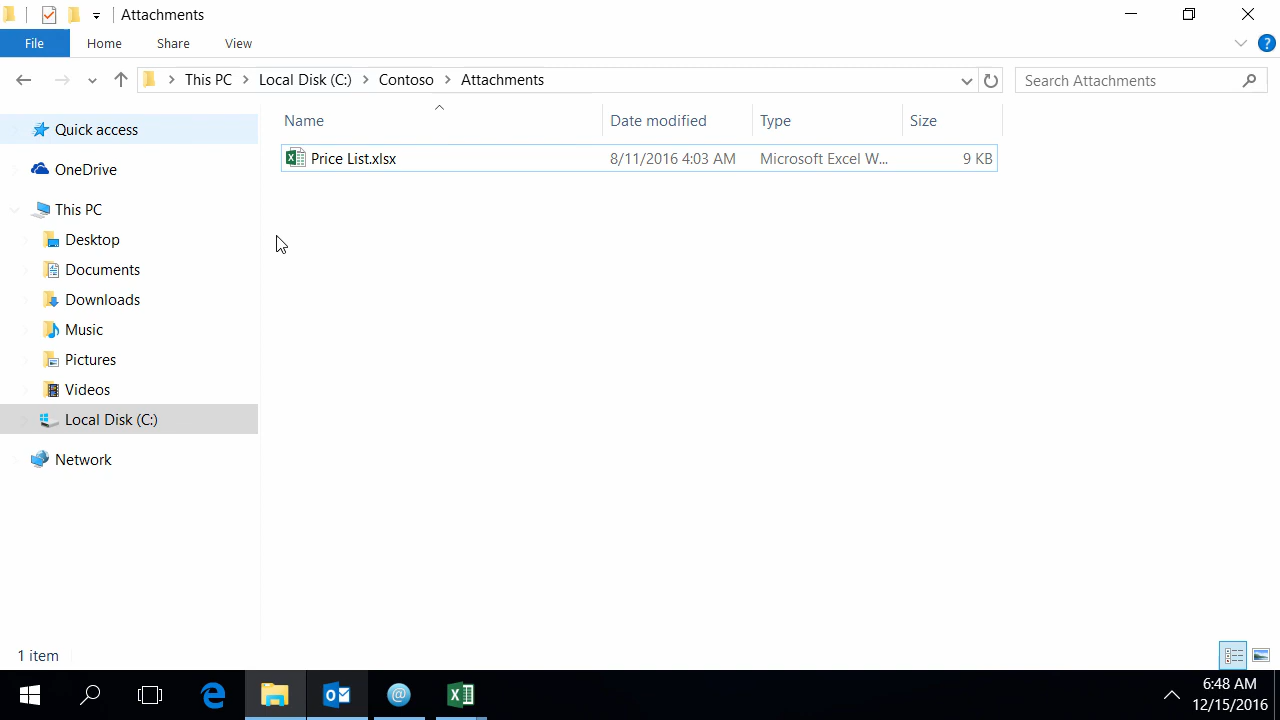 Attachments
File Home Share View
This PC Local Disk (C:) Contoso Attachments Search Attachments
Name Date modified Type Size
Price List.xlsx 8/11/2016 4:03 AM Microsoft Excel W... 9 KB
Quick access
OneDrive
This PC
Desktop
Documents
Downloads
Music
Pictures
Videos
Local Disk (C:)
Network
1 item
6:48 AM
12/15/2016